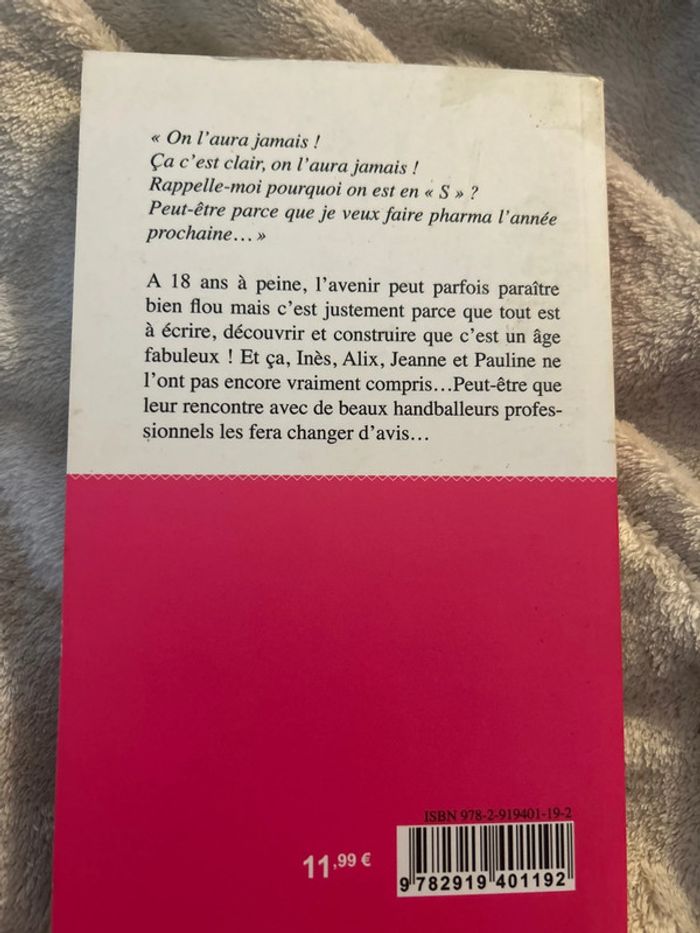 « On l’aura jamais !
Ça c’est clair, on l’aura jamais !
Rappelle-moi pourquoi on est en « S » ?
Peut-être parce que je veux faire pharma l’année
prochaine… »
A 18 ans à peine, l’avenir peut parfois paraître
bien flou mais c’est justement parce que tout est
à écrire, découvrir et construire que c’est un âge
fabuleux ! Et ça, Inès, Alix, Jeanne et Pauline ne
l’ont pas encore vraiment compris…Peut-être que
leur rencontre avec de beaux handballeurs profes-
sionnels les fera changer d’avis…
ISBN 978-2-919401-19-2
11,99 €
9 782919 401192